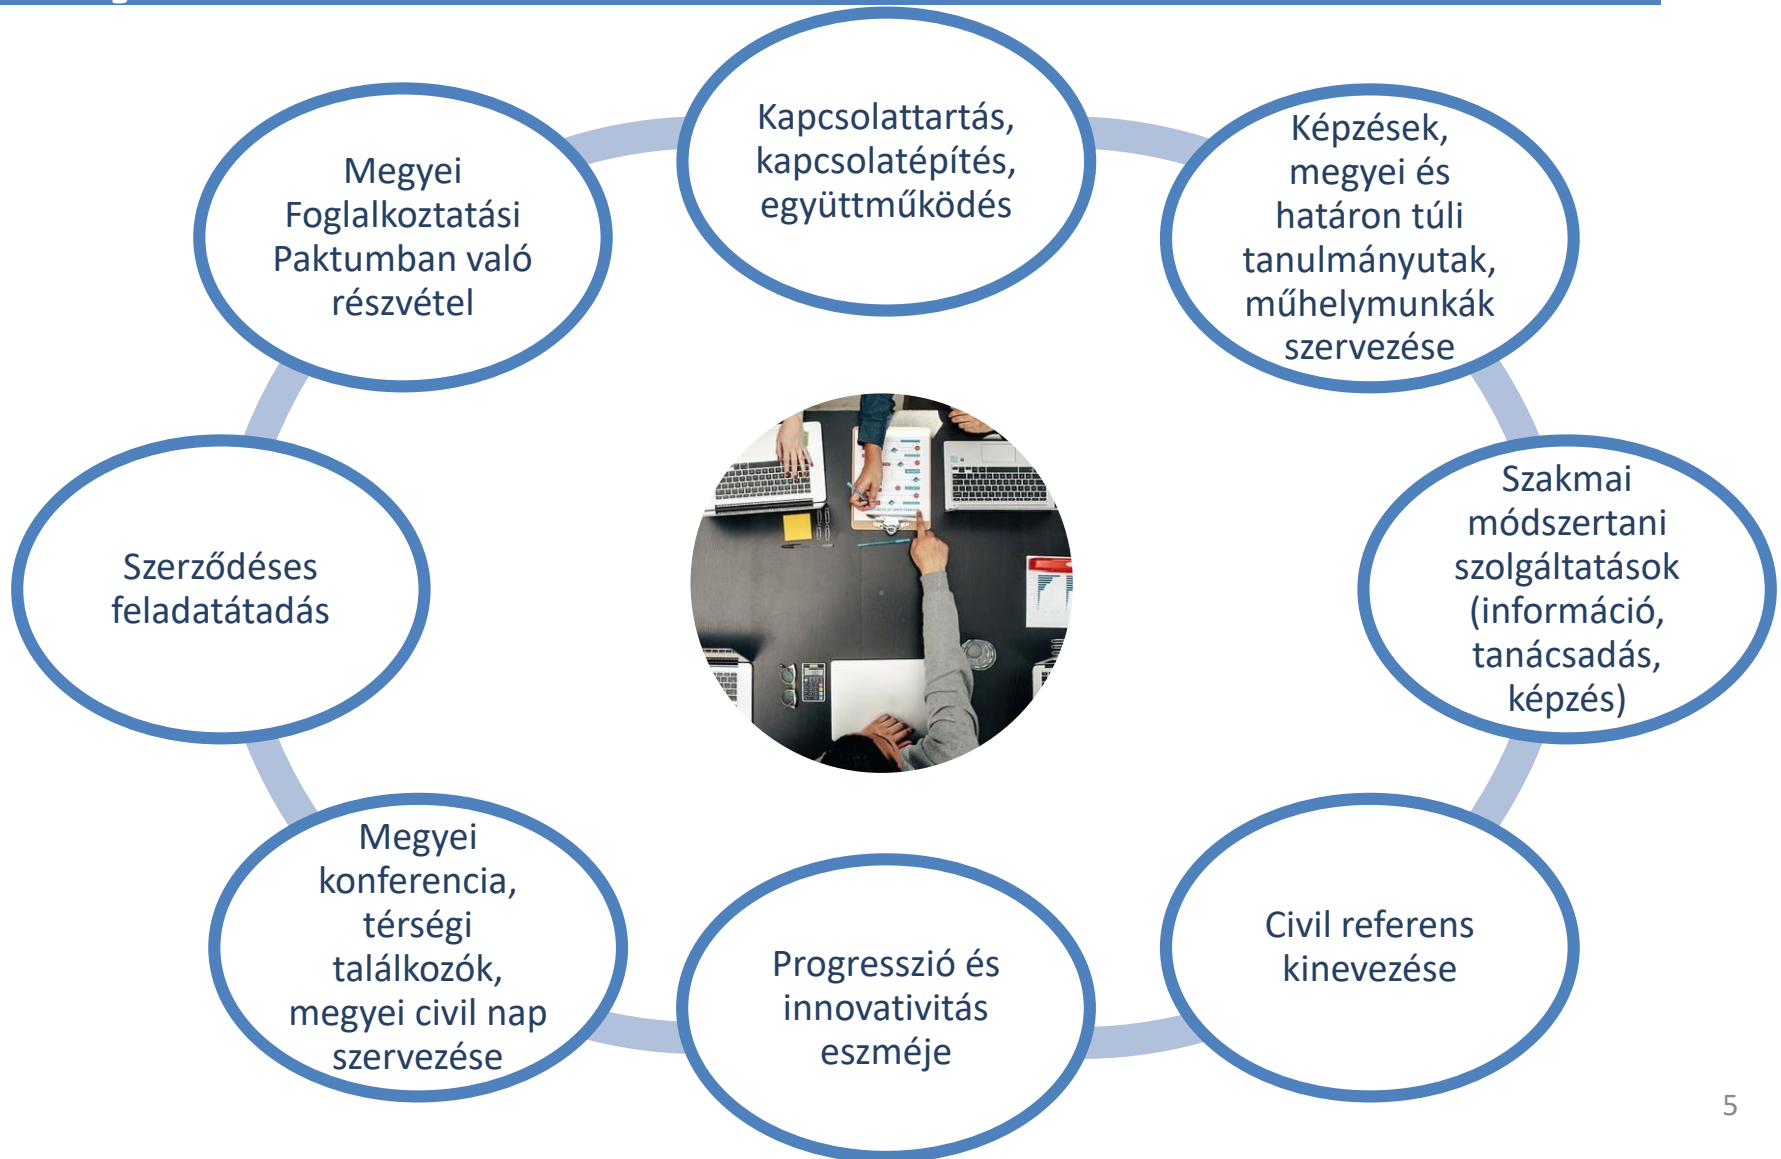 Kapcsolattartás,
kapcsolatépítés,
együttműködés
Képzések,
megyei és
határon túli
tanulmányutak,
műhelymunkák
szervezése
Szakmai
módszertani
szolgáltatások
(információ,
tanácsadás,
képzés)
Civil referens
kinevezése
Progresszió és
innovativitás
eszméje
Megyei
konferencia,
térségi
találkozók,
megyei civil nap
szervezése
Szerződéses
feladatátadás
Megyei
Foglalkoztatási
Paktumban való
részvétel
5